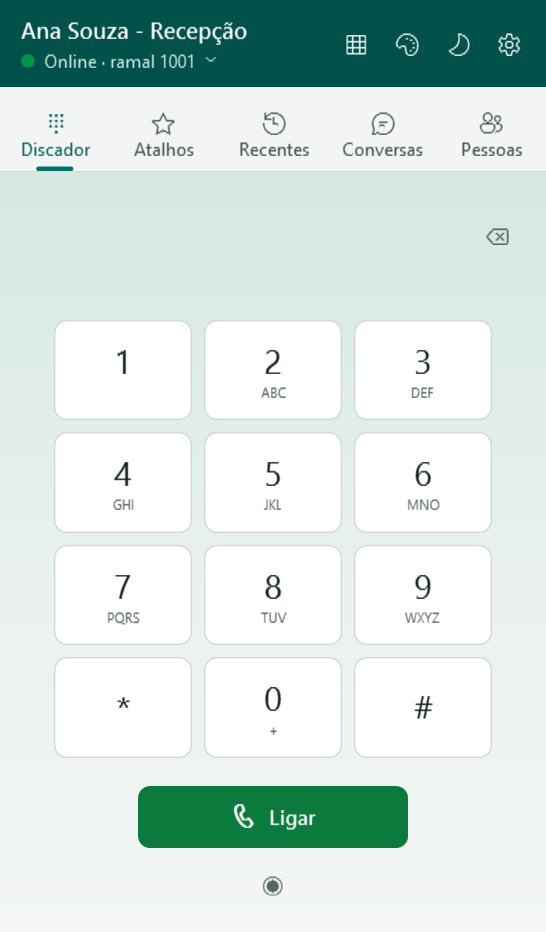 Ana Souza - Recepção
Online · ramal 1001
Discador
Atalhos
Recentes
Conversas
Pessoas
1
2
3
ABC
DEF
4
5
6
GHI
JKL
MNO
7
8
9
PQRS
TUV
WXYZ
*
0
#
+
Ligar